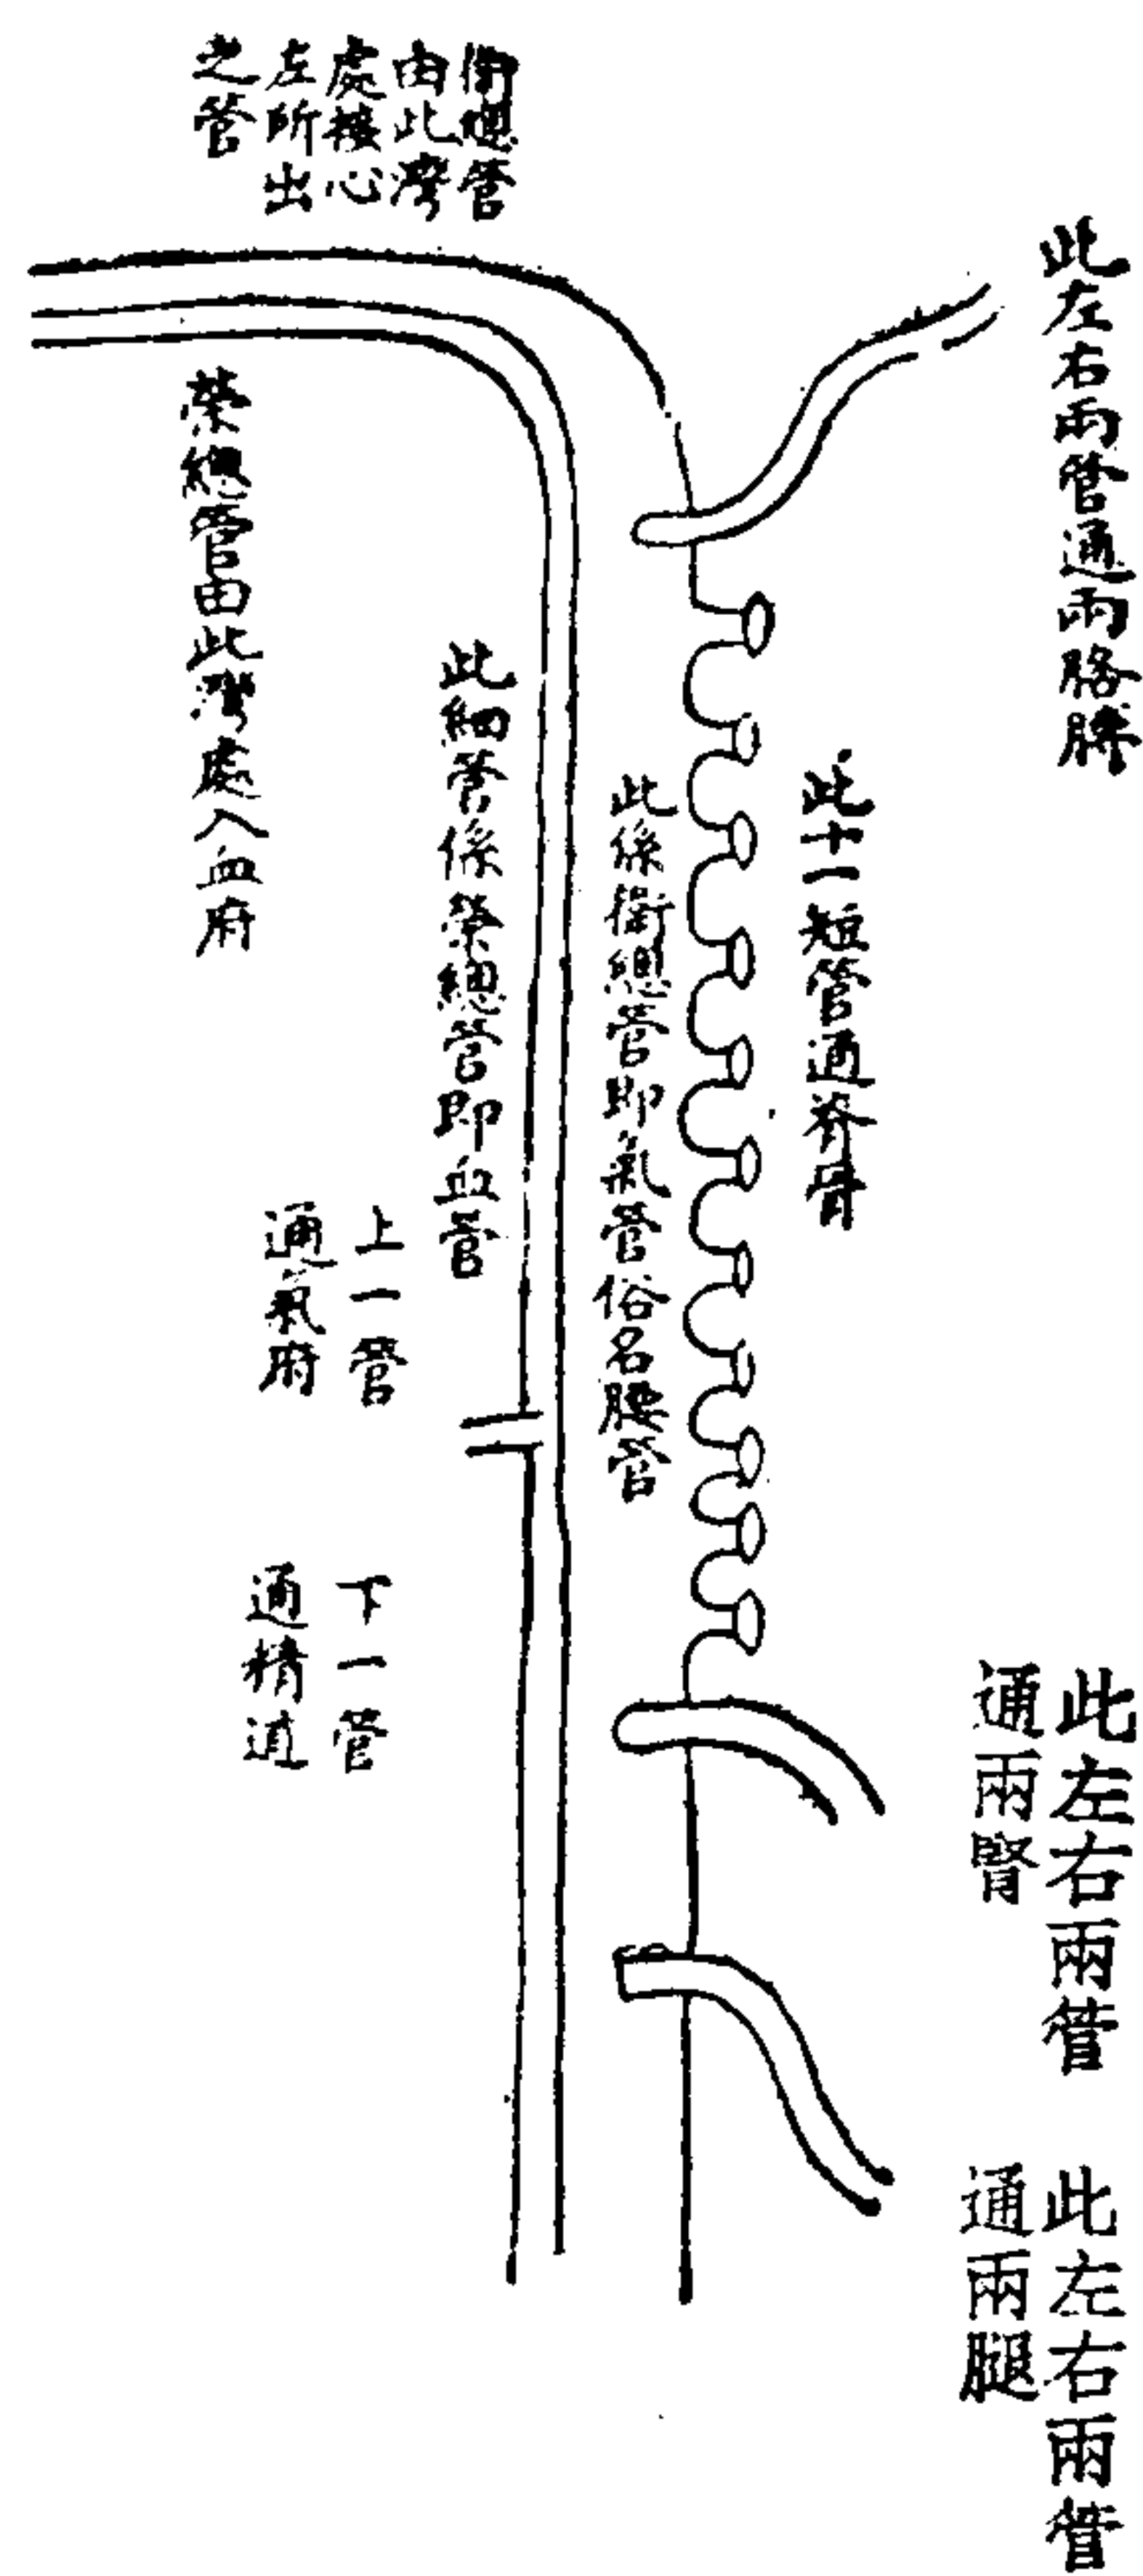 此左右兩管通兩胳膊
此十一短管通脊骨
此左右兩管
通兩腎
此左右兩管
通兩腿
此係衛總管即氣管俗名腰管
此細管係榮總管即血管
衛總管
由此灣
處接心
左所出
之管
榮總管由此灣處入血府
上一管
通氣府
下一管
通精道